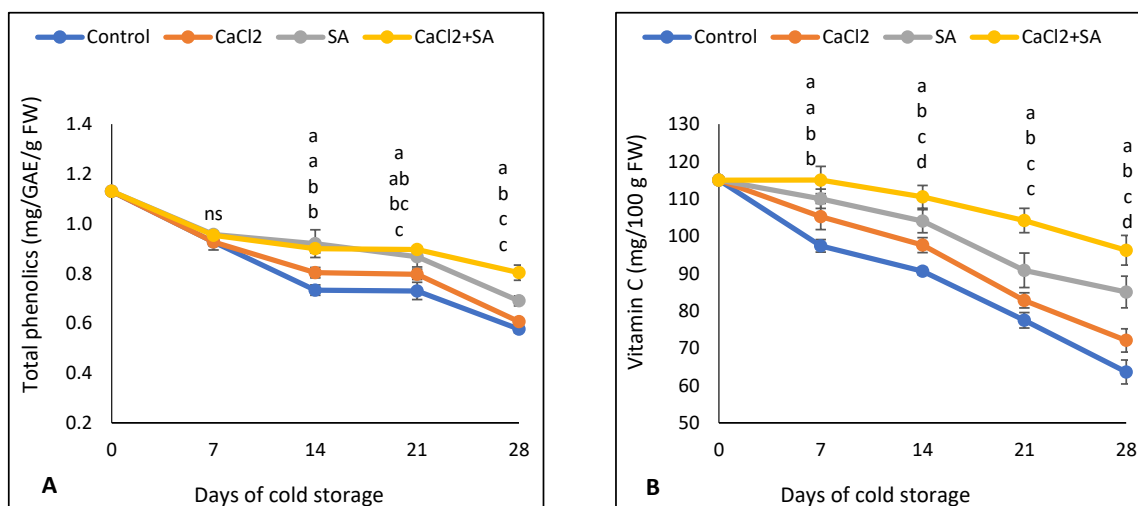 Control CaCl2 SA CaCl2+SA
Total phenolics (mg/GAE/g FW)
1.4
1.2
1.0
0.8
0.6
0.4
0.2
ns
a
a
b
b
a
ab
bc
c
a
b
c
c
0 7 14 21 28
Days of cold storage
A
Control CaCl2 SA CaCl2+SA
Vitamin C (mg/100 g FW)
130
120
110
100
90
80
70
60
50
a
a
b
b
a
b
c
d
a
b
c
c
a
b
c
d
0 7 14 21 28
Days of cold storage
B